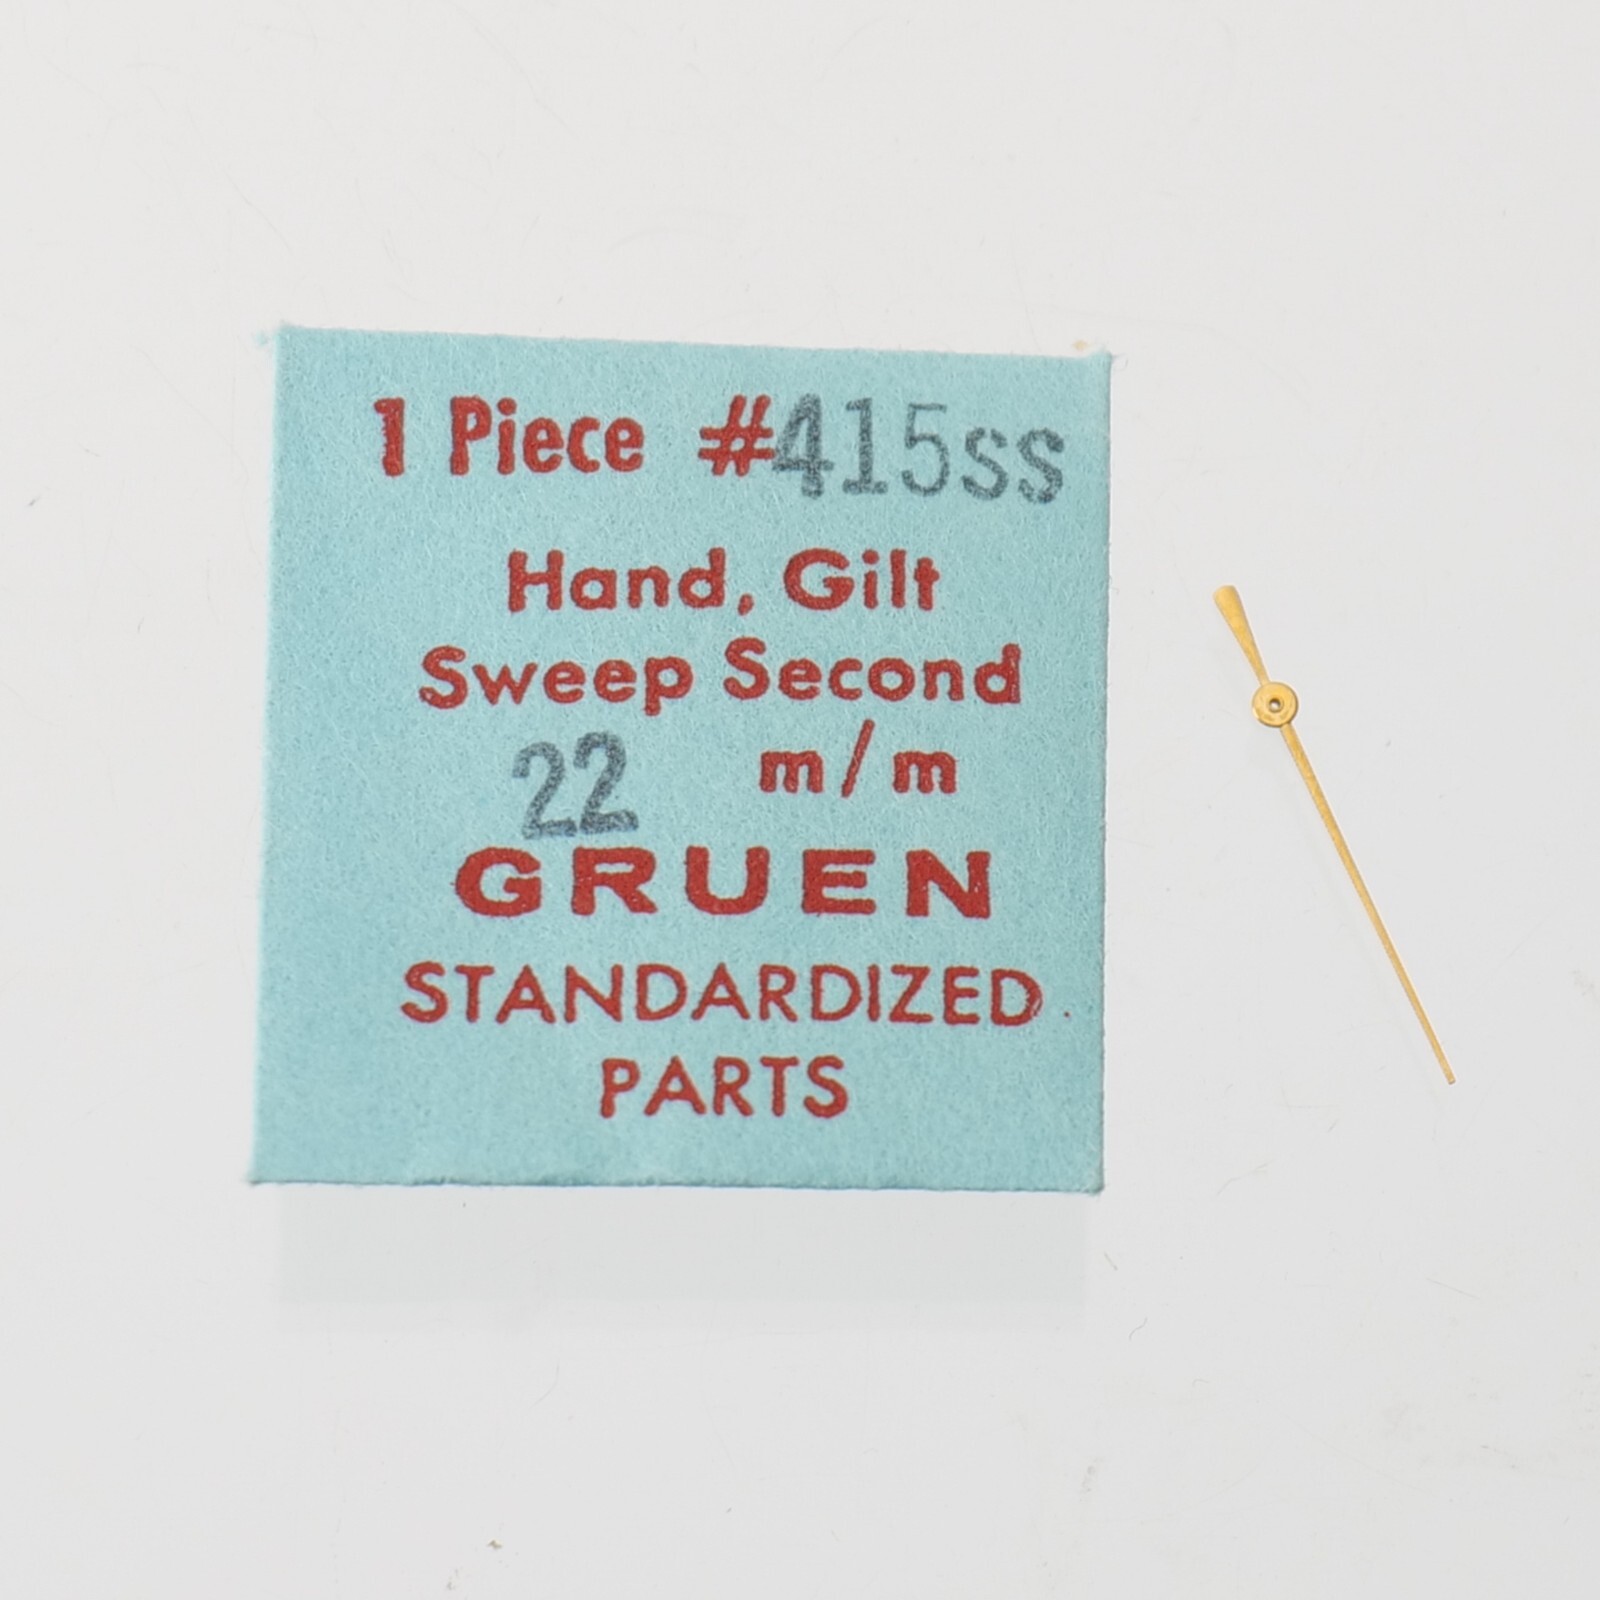 1 Piece #415ss
Hand, Gilt
Sweep Second
22 m/m
GRUEN
STANDARDIZED
PARTS